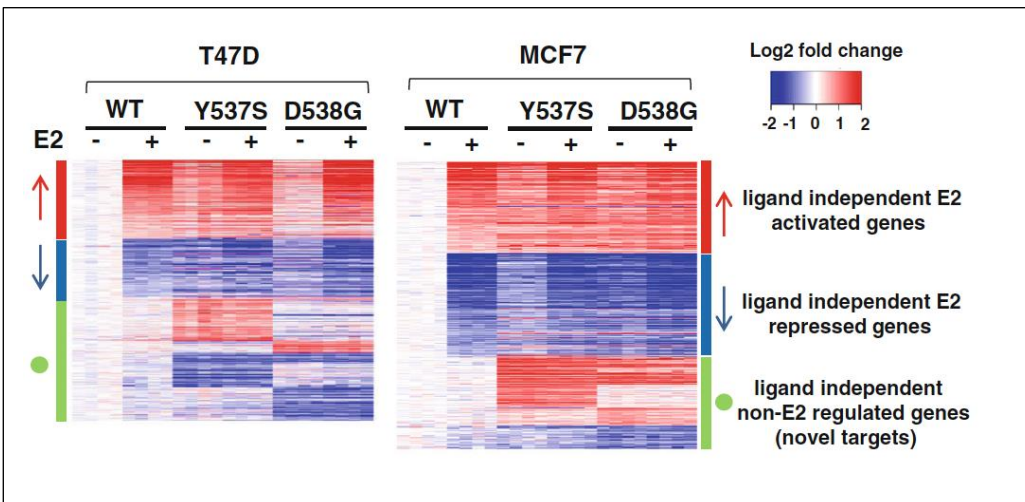 T47D
MCF7
Log2 fold change
-2 -1 0 1 2
WT Y537S D538G
WT Y537S D538G
E2 - + - + - +
- + - + - +
ligand independent E2
activated genes
ligand independent E2
repressed genes
ligand independent
non-E2 regulated genes
(novel targets)